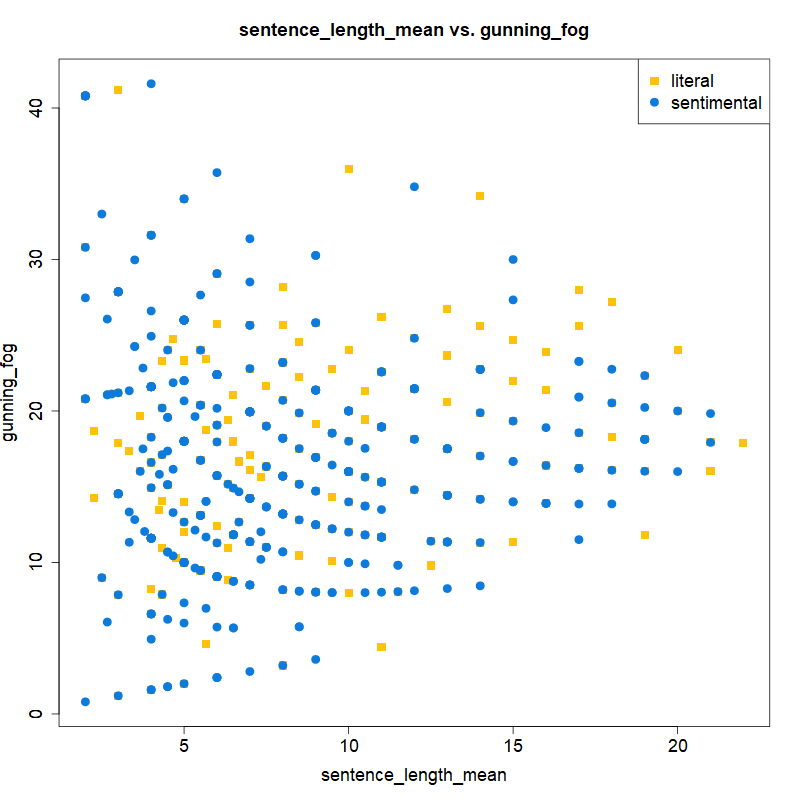 sentence_length_mean vs. gunning_fog
literal
sentimental
gunning_fog
40
30
20
10
0
5 10 15 20
sentence_length_mean